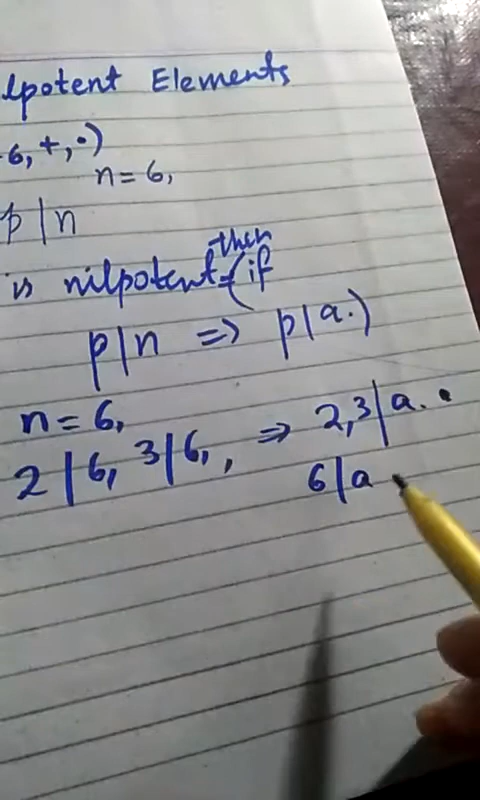 lpotent Elements
6, +, ·)
n = 6,
p | n
then
is nilpotent (if
p | n ⇒ p | a.)
n = 6,
2 | 6, 3 | 6, , ⇒ 2, 3 | a.
6 | a